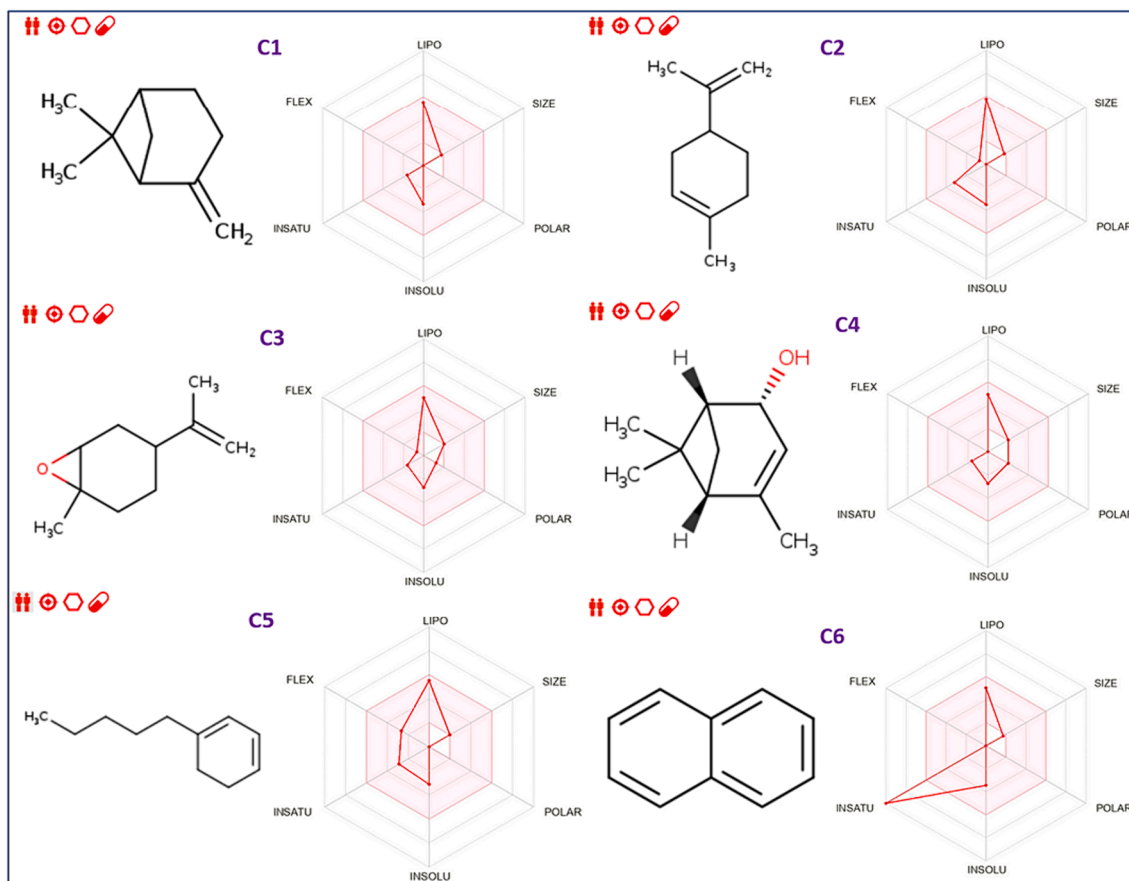 C1
LIPO
FLEX
SIZE
H₃C
H₃C
CH₂
INSATU
POLAR
INSOLU
C2
LIPO
H₃C
CH₂
FLEX
SIZE
INSATU
POLAR
CH₃
INSOLU
C3
LIPO
CH₃
FLEX
SIZE
CH₂
O
H₃C
INSATU
POLAR
INSOLU
C4
LIPO
H
OH
FLEX
SIZE
H₃C
H₃C
INSATU
POLAR
H
CH₃
INSOLU
C5
LIPO
FLEX
SIZE
H₃C
INSATU
POLAR
INSOLU
C6
LIPO
FLEX
SIZE
INSATU
POLAR
INSOLU